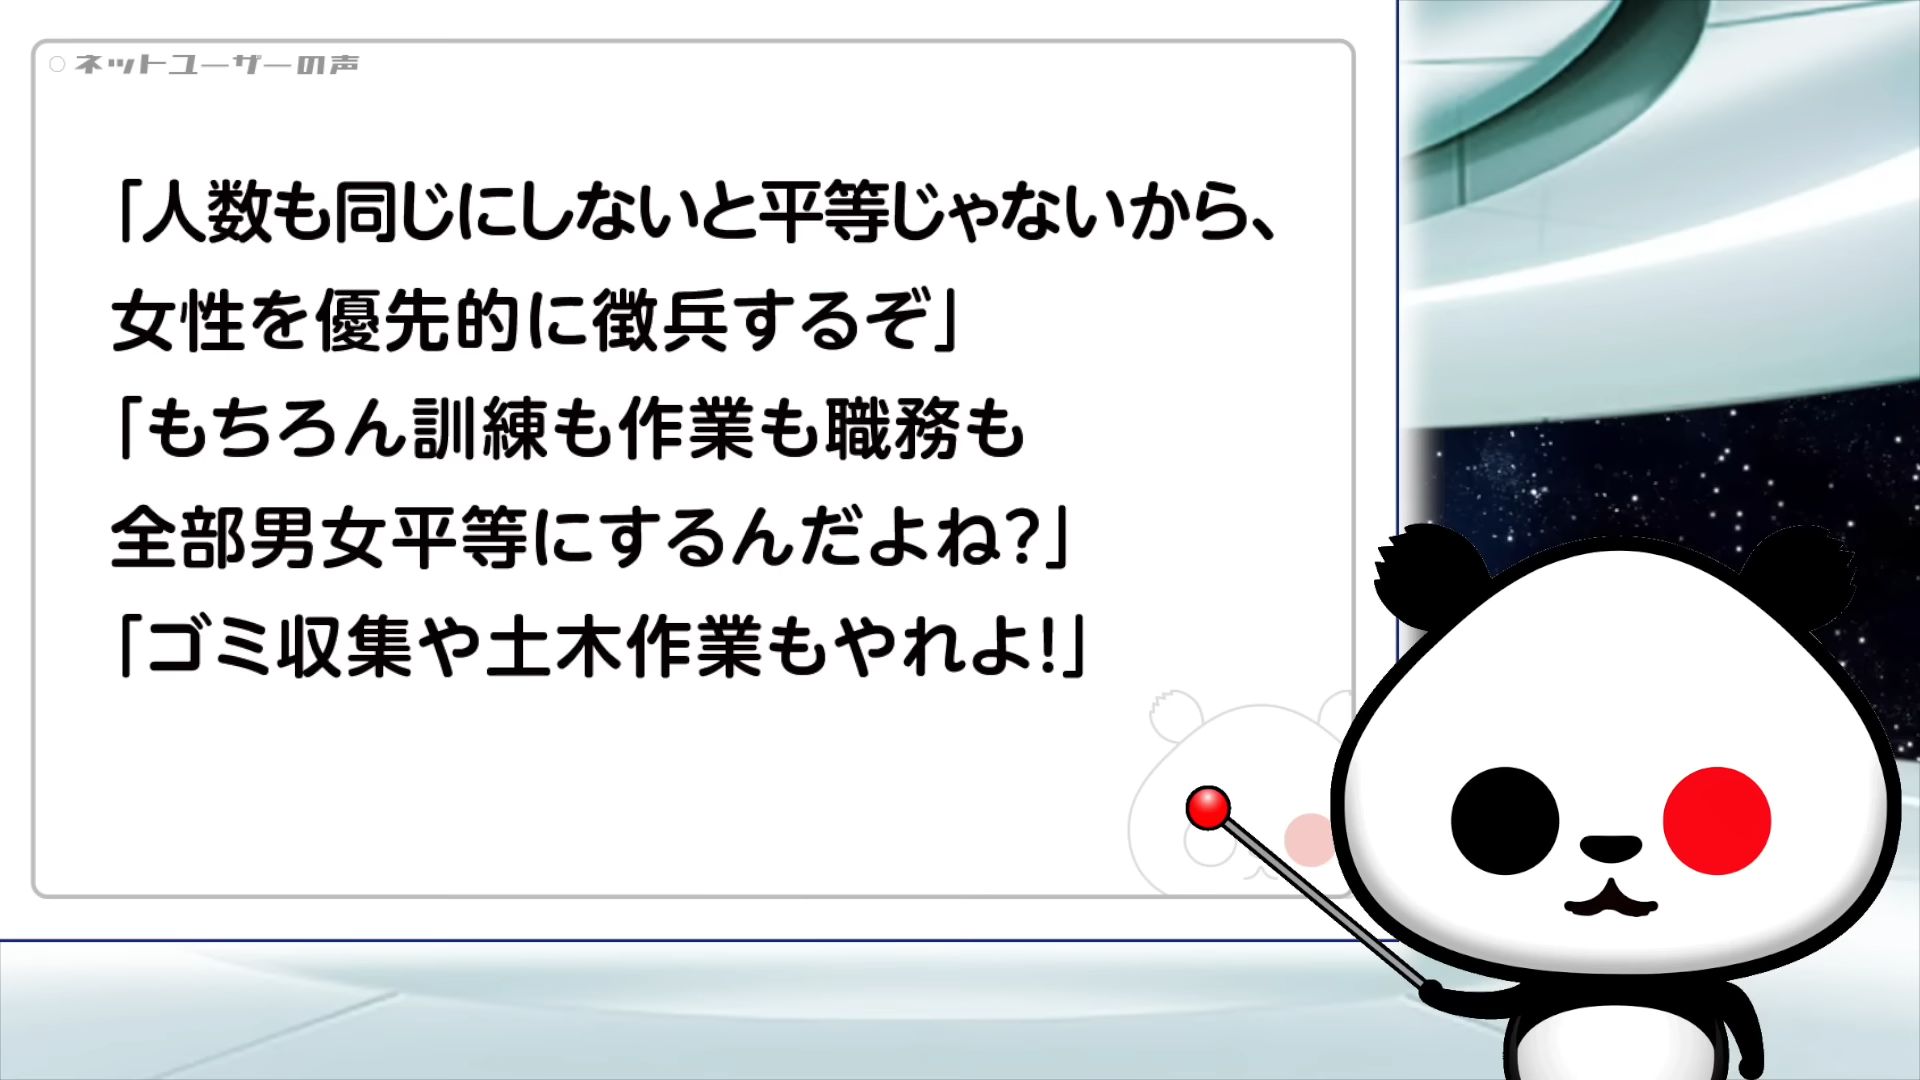 ネットユーザーの声
「人数も同じにしないと平等じゃないから、
女性を優先的に徴兵するぞ」
「もちろん訓練も作業も職務も
全部男女平等にするんだよね?」
「ゴミ収集や土木作業もやれよ!」